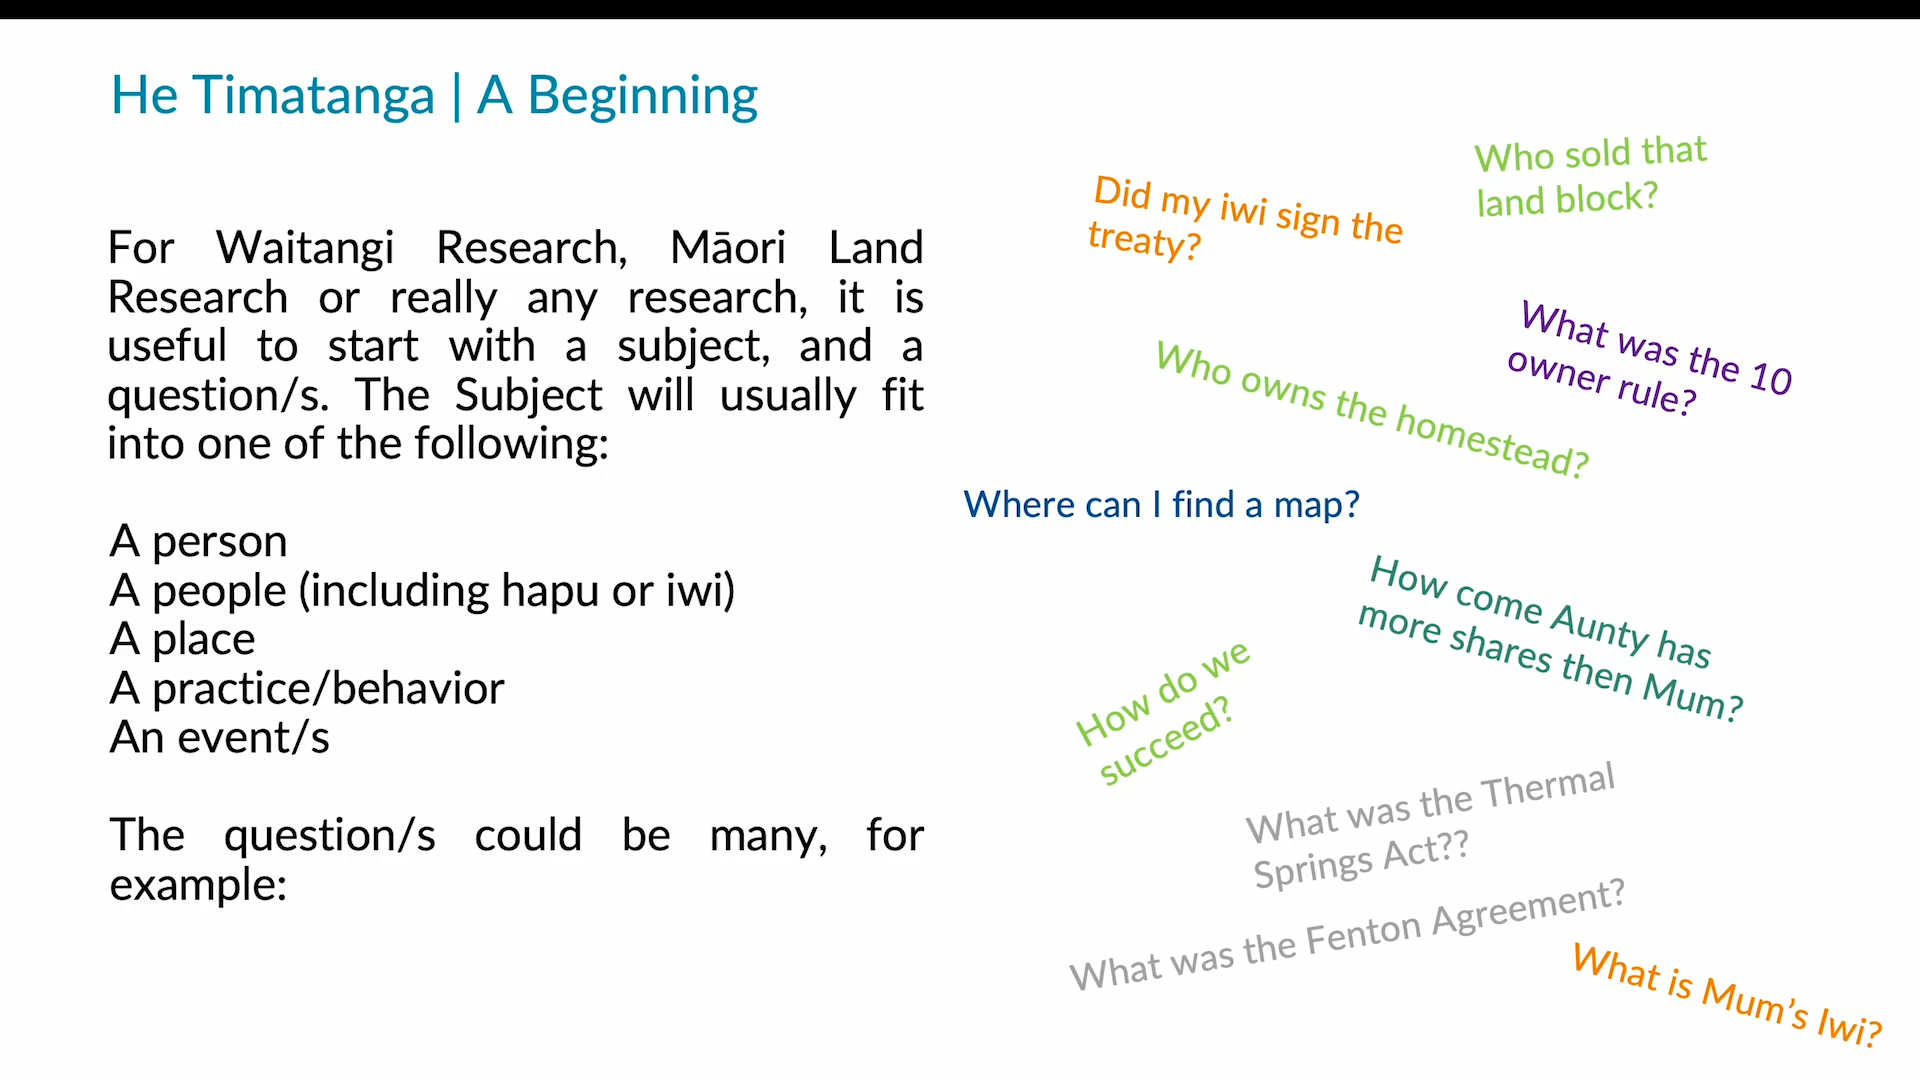 He Timatanga | A Beginning
For Waitangi Research, Māori Land
Research or really any research, it is
useful to start with a subject, and a
question/s. The Subject will usually fit
into one of the following:
A person
A people (including hapu or iwi)
A place
A practice/behavior
An event/s
The question/s could be many, for
example:
Who sold that
land block?
Did my iwi sign the
treaty?
What was the 10
owner rule?
Who owns the homestead?
Where can I find a map?
How come Aunty has
more shares then Mum?
How do we
succeed?
What was the Thermal
Springs Act??
What was the Fenton Agreement?
What is Mum’s Iwi?